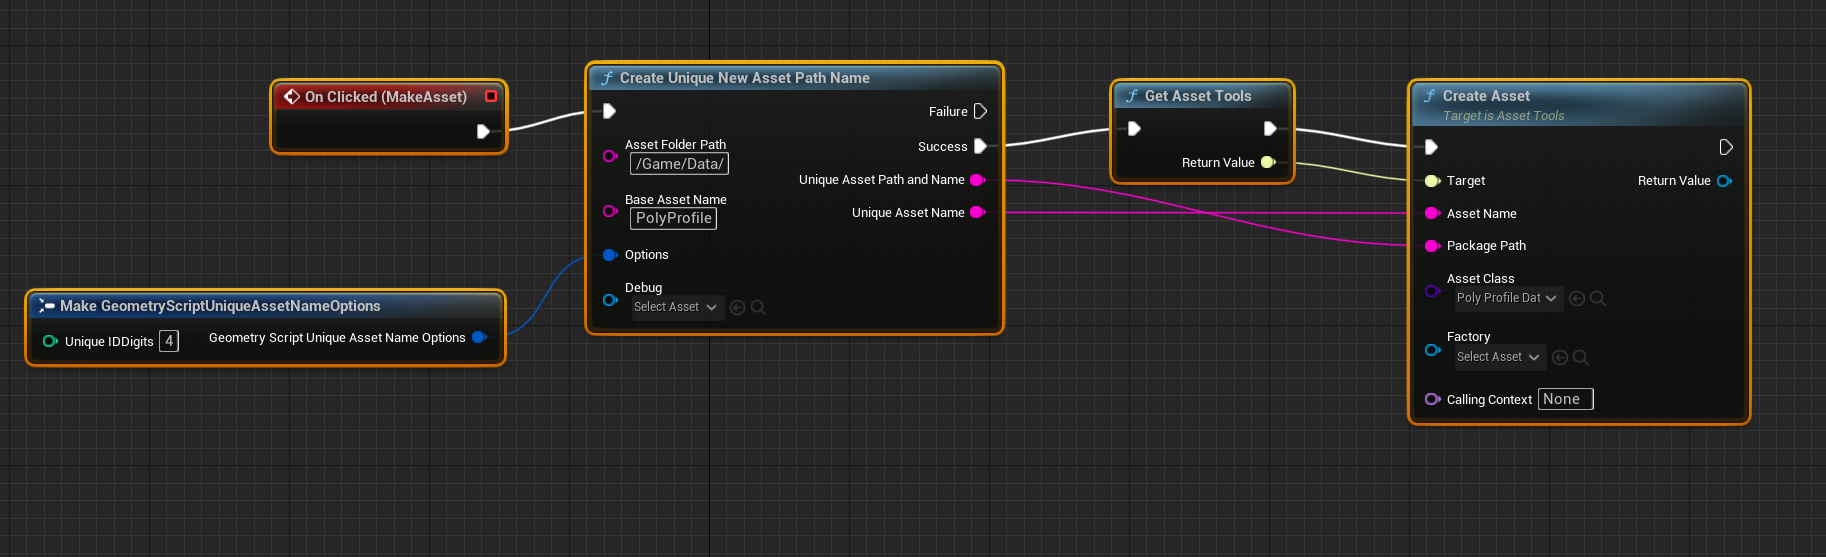 On Clicked (MakeAsset)
Make GeometryScriptUniqueAssetNameOptions
Unique IDDigits 4
Geometry Script Unique Asset Name Options
f Create Unique New Asset Path Name
Failure
Asset Folder Path
/Game/Data/
Success
Unique Asset Path and Name
Base Asset Name
PolyProfile
Unique Asset Name
Options
Debug
Select Asset
f Get Asset Tools
Return Value
f Create Asset
Target is Asset Tools
Target
Return Value
Asset Name
Package Path
Asset Class
Poly Profile Dat
Factory
Select Asset
Calling Context None